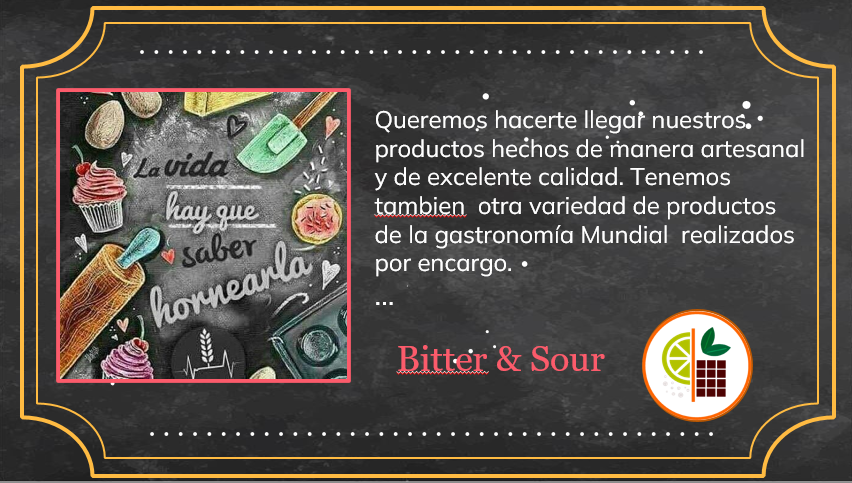 La vida
hay que
saber
hornearla
Queremos hacerte llegar nuestros
productos hechos de manera artesanal
y de excelente calidad. Tenemos
tambien otra variedad de productos
de la gastronomía Mundial realizados
por encargo.
...
Bitter & Sour